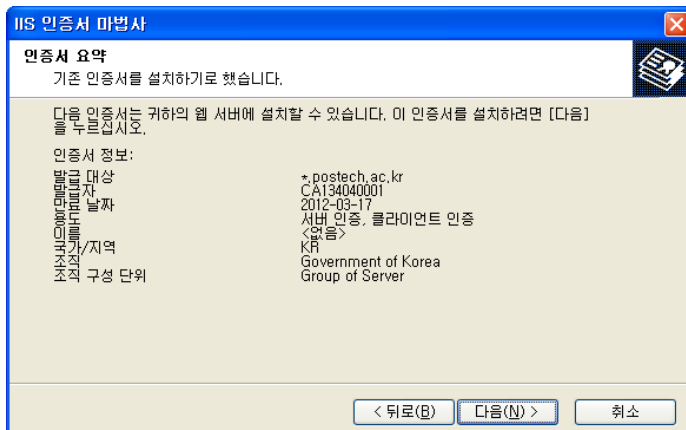 IIS 인증서 마법사
인증서 요약
기존 인증서를 설치하기로 했습니다.
다음 인증서는 귀하의 웹 서버에 설치할 수 있습니다. 이 인증서를 설치하려면 [다음]
을 누르십시오.
인증서 정보:
발급 대상 *.postech.ac.kr
발급자 CA134040001
만료 날짜 2012-03-17
용도 서버 인증, 클라이언트 인증
이름 <없음>
국가/지역 KR
조직 Government of Korea
조직 구성 단위 Group of Server
< 뒤로(B) 다음(N) > 취소